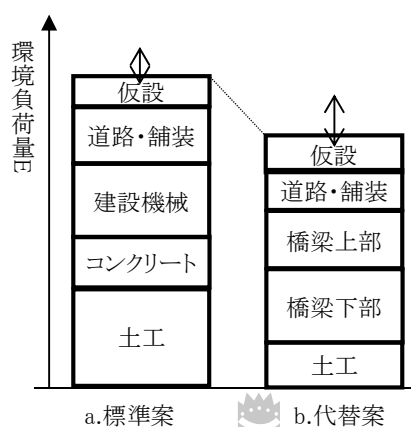 環境負荷量E
仮設
道路・舗装
建設機械
コンクリート
土工
仮設
道路・舗装
橋梁上部
橋梁下部
土工
a.標準案
b.代替案